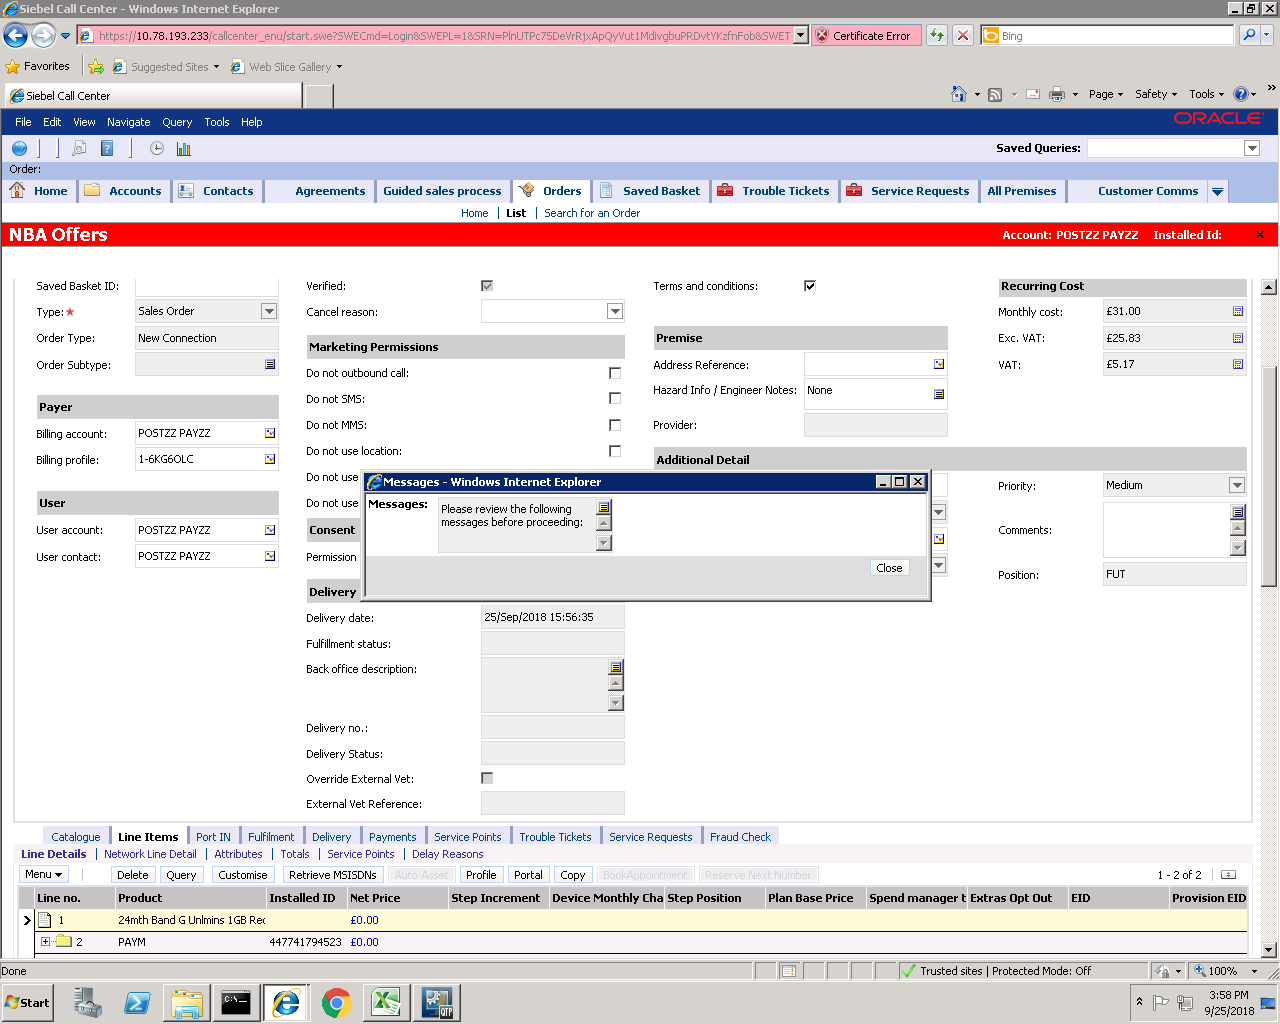 Siebel Call Center - Windows Internet Explorer
https://10.78.193.233/callcenter_enu/start.swe?SWECmd=Login&SWEPL=1&SRN=PlnUTPc75DeVrRjxApQyVut1MdivgbuPRDvtYKzfnFob&SWET
Certificate Error
Bing
Favorites
Suggested Sites
Web Slice Gallery
Siebel Call Center
Page
Safety
Tools
File Edit View Navigate Query Tools Help
ORACLE
Saved Queries:
Order:
Home Accounts Contacts Agreements Guided sales process Orders Saved Basket Trouble Tickets Service Requests All Premises Customer Comms
Home | List | Search for an Order
NBA Offers
Account: POSTZZ PAYZZ Installed Id:
Saved Basket ID:
Verified:
Terms and conditions:
Recurring Cost
Type:
Sales Order
Cancel reason:
Monthly cost:
£31.00
Order Type:
New Connection
Premise
Exc. VAT:
£25.83
Marketing Permissions
Order Subtype:
Address Reference:
VAT:
£5.17
Do not outbound call:
Hazard Info / Engineer Notes:
None
Payer
Do not SMS:
Billing account:
POSTZZ PAYZZ
Do not MMS:
Provider:
Billing profile:
1-6KG6OLC
Do not use location:
Additional Detail
Do not use
Priority:
Medium
User
Do not use
User account:
POSTZZ PAYZZ
Consent
Comments:
User contact:
POSTZZ PAYZZ
Permission
Position:
FUT
Messages - Windows Internet Explorer
Messages:
Please review the following
messages before proceeding:
Close
Delivery
Delivery date:
25/Sep/2018 15:56:35
Fulfillment status:
Back office description:
Delivery no.:
Delivery Status:
Override External Vet:
External Vet Reference:
Catalogue Line Items Port IN Fulfilment Delivery Payments Service Points Trouble Tickets Service Requests Fraud Check
Line Details | Network Line Detail | Attributes | Totals | Service Points | Delay Reasons
Menu Delete Query Customise Retrieve MSISDNs Auto-Asset Profile Portal Copy BookAppointment Reserve Next Number
1 - 2 of 2
Line no. Product Installed ID Net Price Step Increment Device Monthly Cha Step Position Plan Base Price Spend manager t Extras Opt Out EID Provision EID
1 24mth Band G Unlmins 1GB Rec £0.00
2 PAYM 447741794523 £0.00
Done
Trusted sites | Protected Mode: Off
100%
Start
C:\
QTP
3:58 PM
9/25/2018